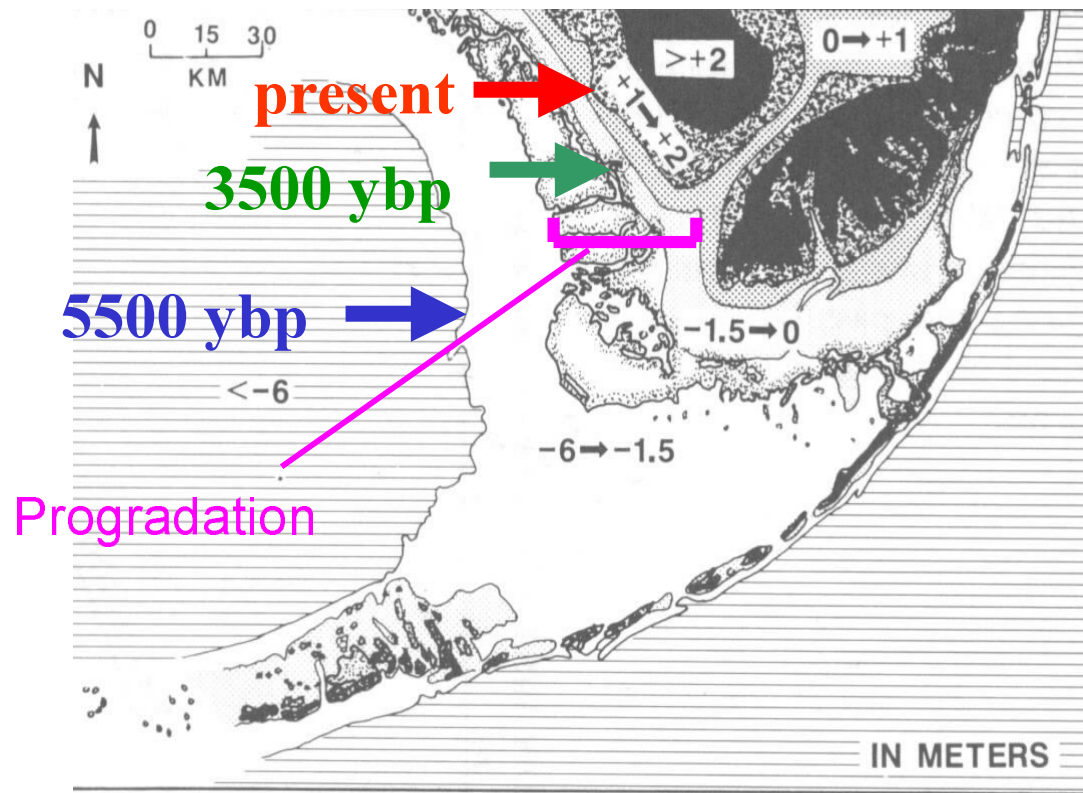 0 15 30
KM
N
present
3500 ybp
5500 ybp
>+2
0→+1
+1→+2
-1.5→0
<-6
-6→-1.5
Progradation
IN METERS